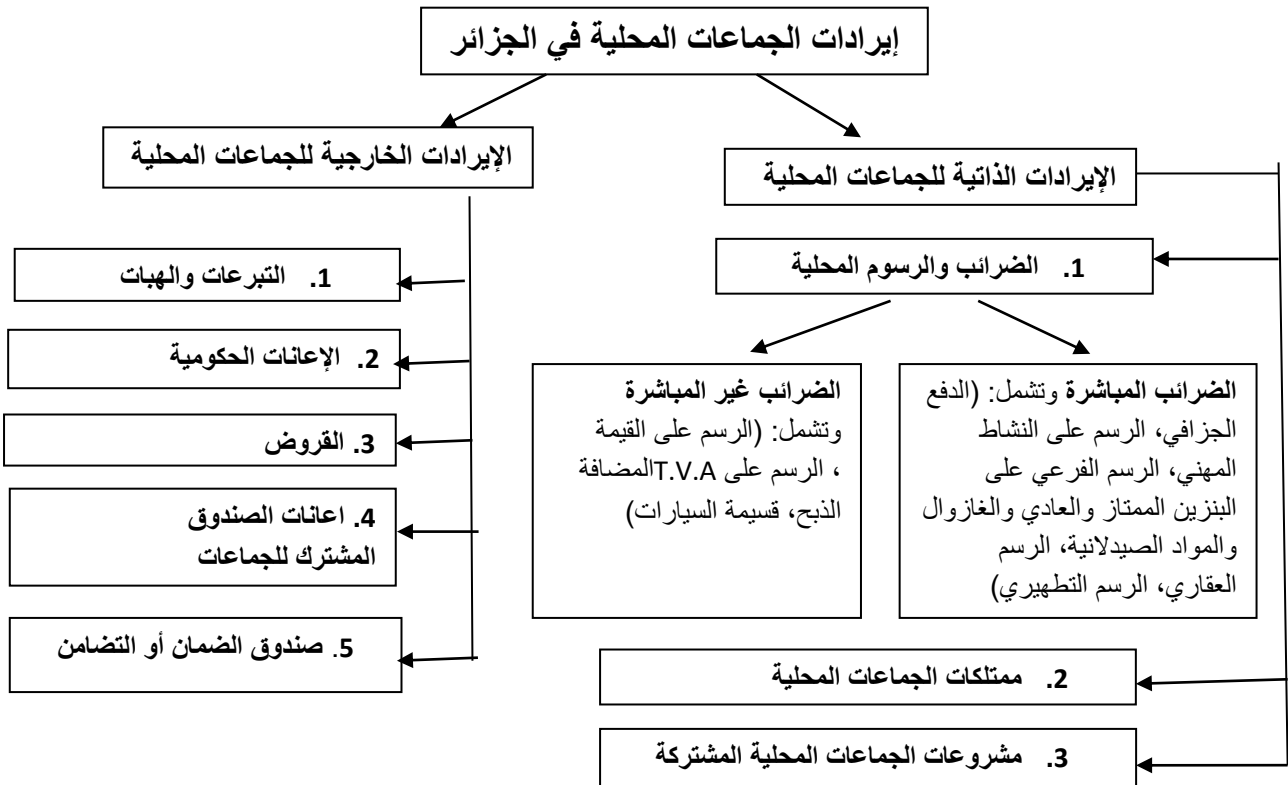 إيرادات الجماعات المحلية في الجزائر
الإيرادات الذاتية للجماعات المحلية
1. الضرائب والرسوم المحلية
الضرائب المباشرة وتشمل: (الدفع
الجزافي، الرسم على النشاط
المهني، الرسم الفرعي على
البنزين الممتاز والعادي والغازوال
والمواد الصيدلانية، الرسم
العقاري، الرسم التطهيري)
الضرائب غير المباشرة
وتشمل: (الرسم على القيمة
المضافةT.V.A ، الرسم على
الذبح، قسيمة السيارات)
2. ممتلكات الجماعات المحلية
3. مشروعات الجماعات المحلية المشتركة
الإيرادات الخارجية للجماعات المحلية
1. التبرعات والهبات
2. الإعانات الحكومية
3. القروض
4. اعانات الصندوق
المشترك للجماعات
5. صندوق الضمان أو التضامن